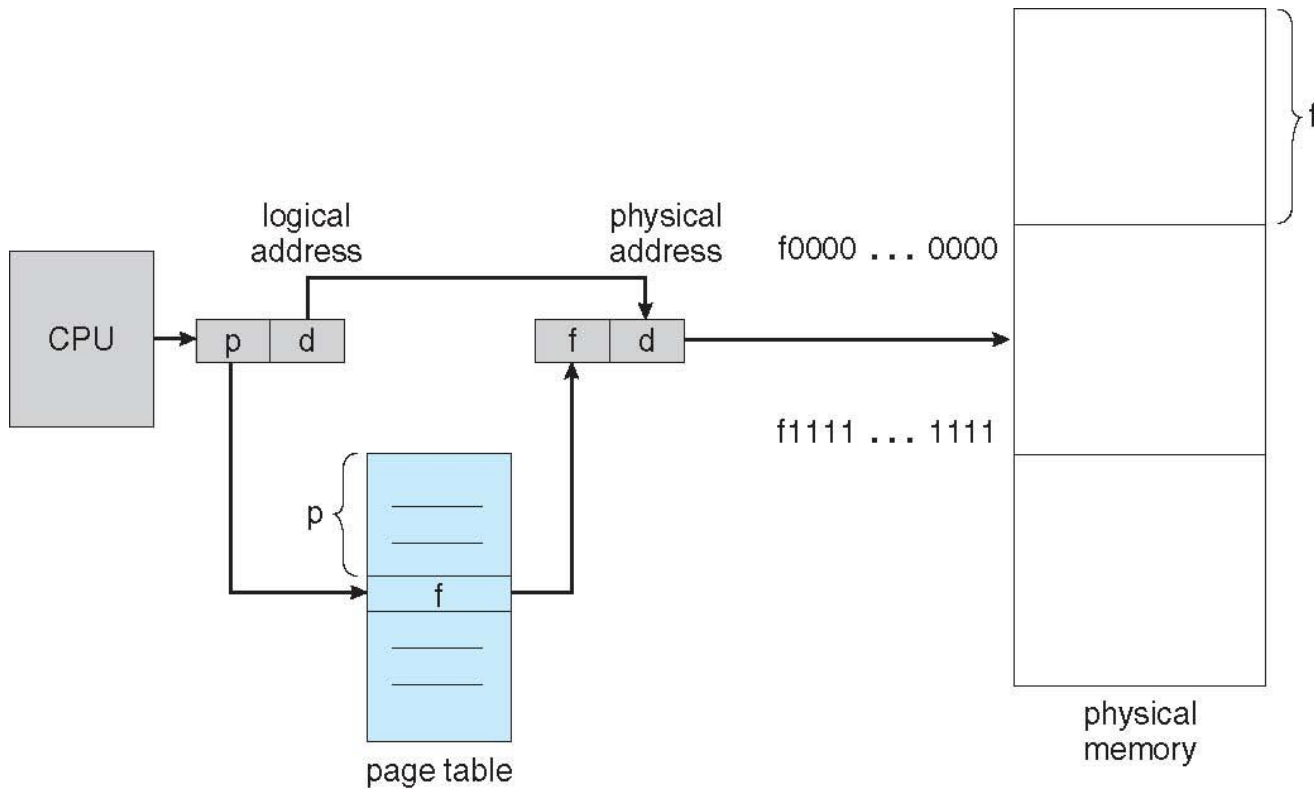 f
logical
address
physical
address
f0000 ... 0000
CPU
p
d
f
d
f1111 ... 1111
p
f
page table
physical
memory